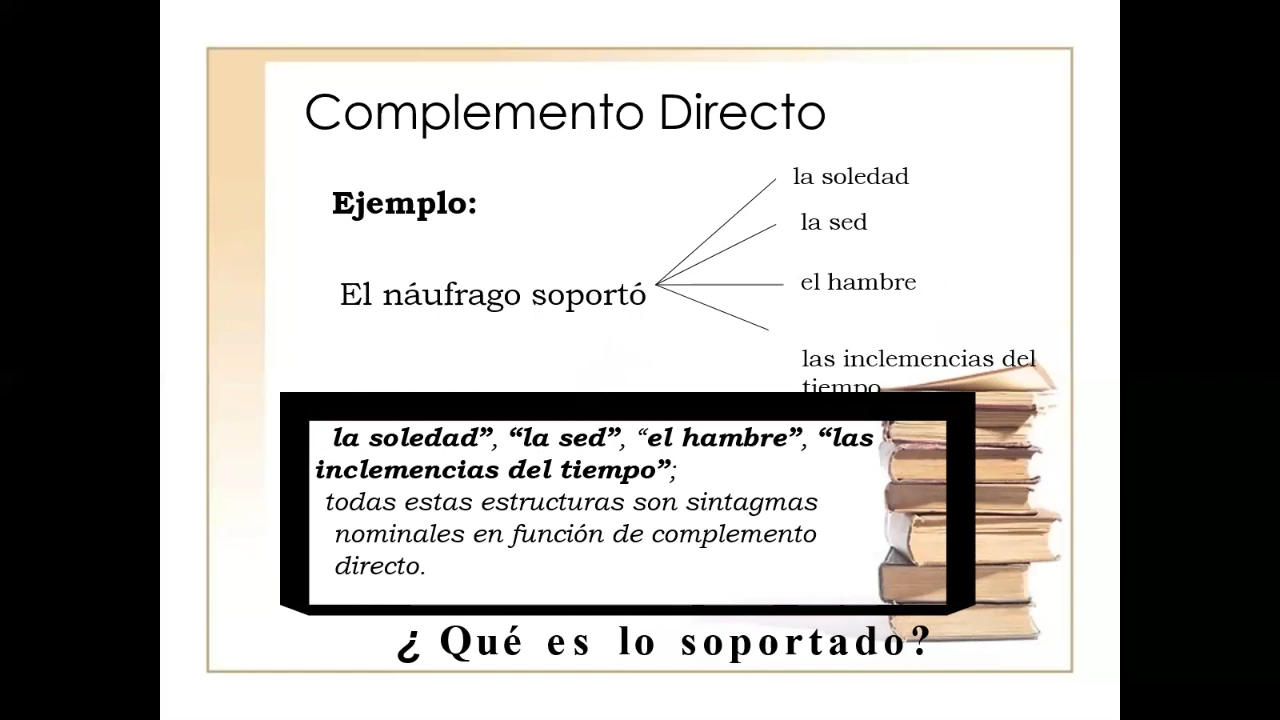 Complemento Directo
Ejemplo:
El náufrago soportó
la soledad
la sed
el hambre
las inclemencias del
tiempo
la soledad”, “la sed”, “el hambre”, “las
inclemencias del tiempo”;
todas estas estructuras son sintagmas
nominales en función de complemento
directo.
¿Qué es lo soportado?